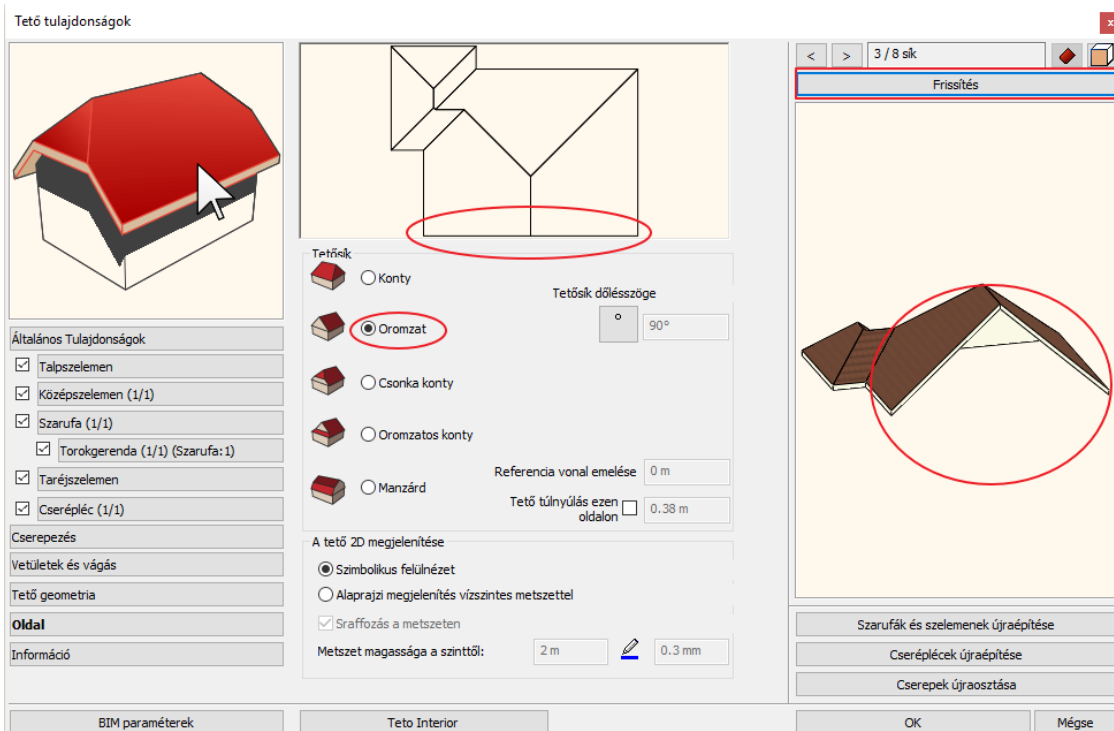 Tető tulajdonságok
x
< > 3 / 8 sík
Frissítés
Tetősík
Konty
Tetősík dőlésszöge
Oromzat
°
90°
Csonka konty
Oromzatos konty
Referencia vonal emelése 0 m
Manzárd
Tető túlnyúlás ezen
oldalon 0.38 m
Általános Tulajdonságok
Talpszelemen
Középszelemen (1/1)
Szarufa (1/1)
Torokgerenda (1/1) (Szarufa:1)
Taréjszelemen
Cserépléc (1/1)
Cserepezés
Vetületek és vágás
Tető geometria
Oldal
Információ
A tető 2D megjelenítése
Szimbolikus felülnézet
Alaprajzi megjelenítés vízszintes metszettel
Sraffozás a metszeten
Metszet magassága a szinttől: 2 m 0.3 mm
Szarufák és szelemenek újraépítése
Cseréplécek újraépítése
Cserepek újraosztása
BIM paraméterek Teto Interior OK Mégse